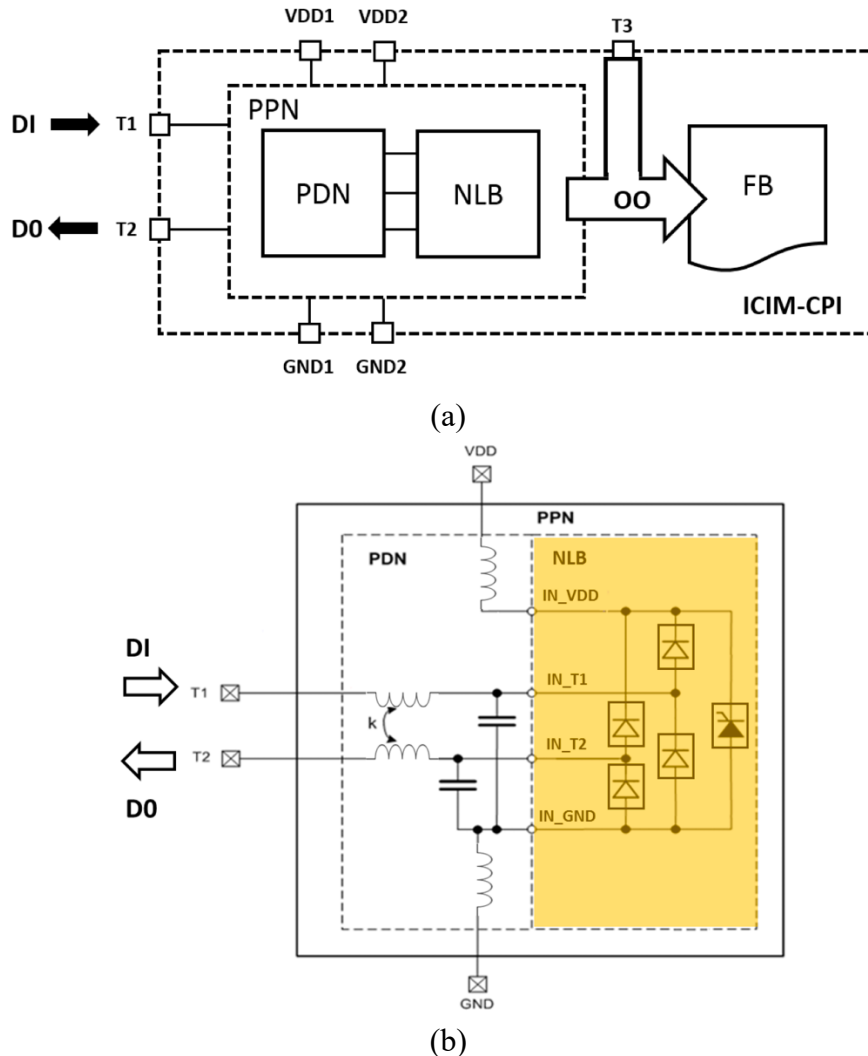 VDD1 VDD2 T3
PPN
DI T1
PDN NLB OO FB
D0 T2
ICIM-CPI
GND1 GND2
(a)
VDD
PPN
PDN NLB
IN_VDD
DI
T1 IN_T1
k
T2 IN_T2
D0
IN_GND
GND
(b)